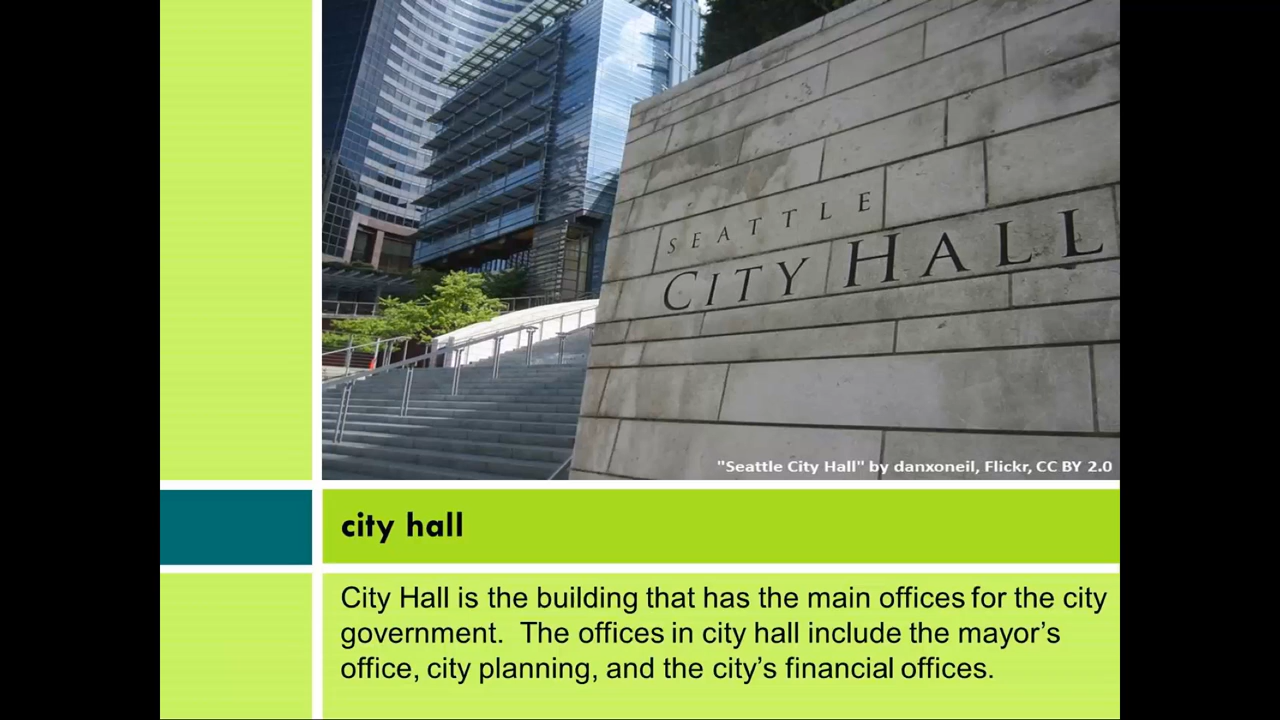 SEATTLE
CITY HALL
"Seattle City Hall" by danxoneil, Flickr, CC BY 2.0
city hall
City Hall is the building that has the main offices for the city
government.  The offices in city hall include the mayor’s
office, city planning, and the city’s financial offices.